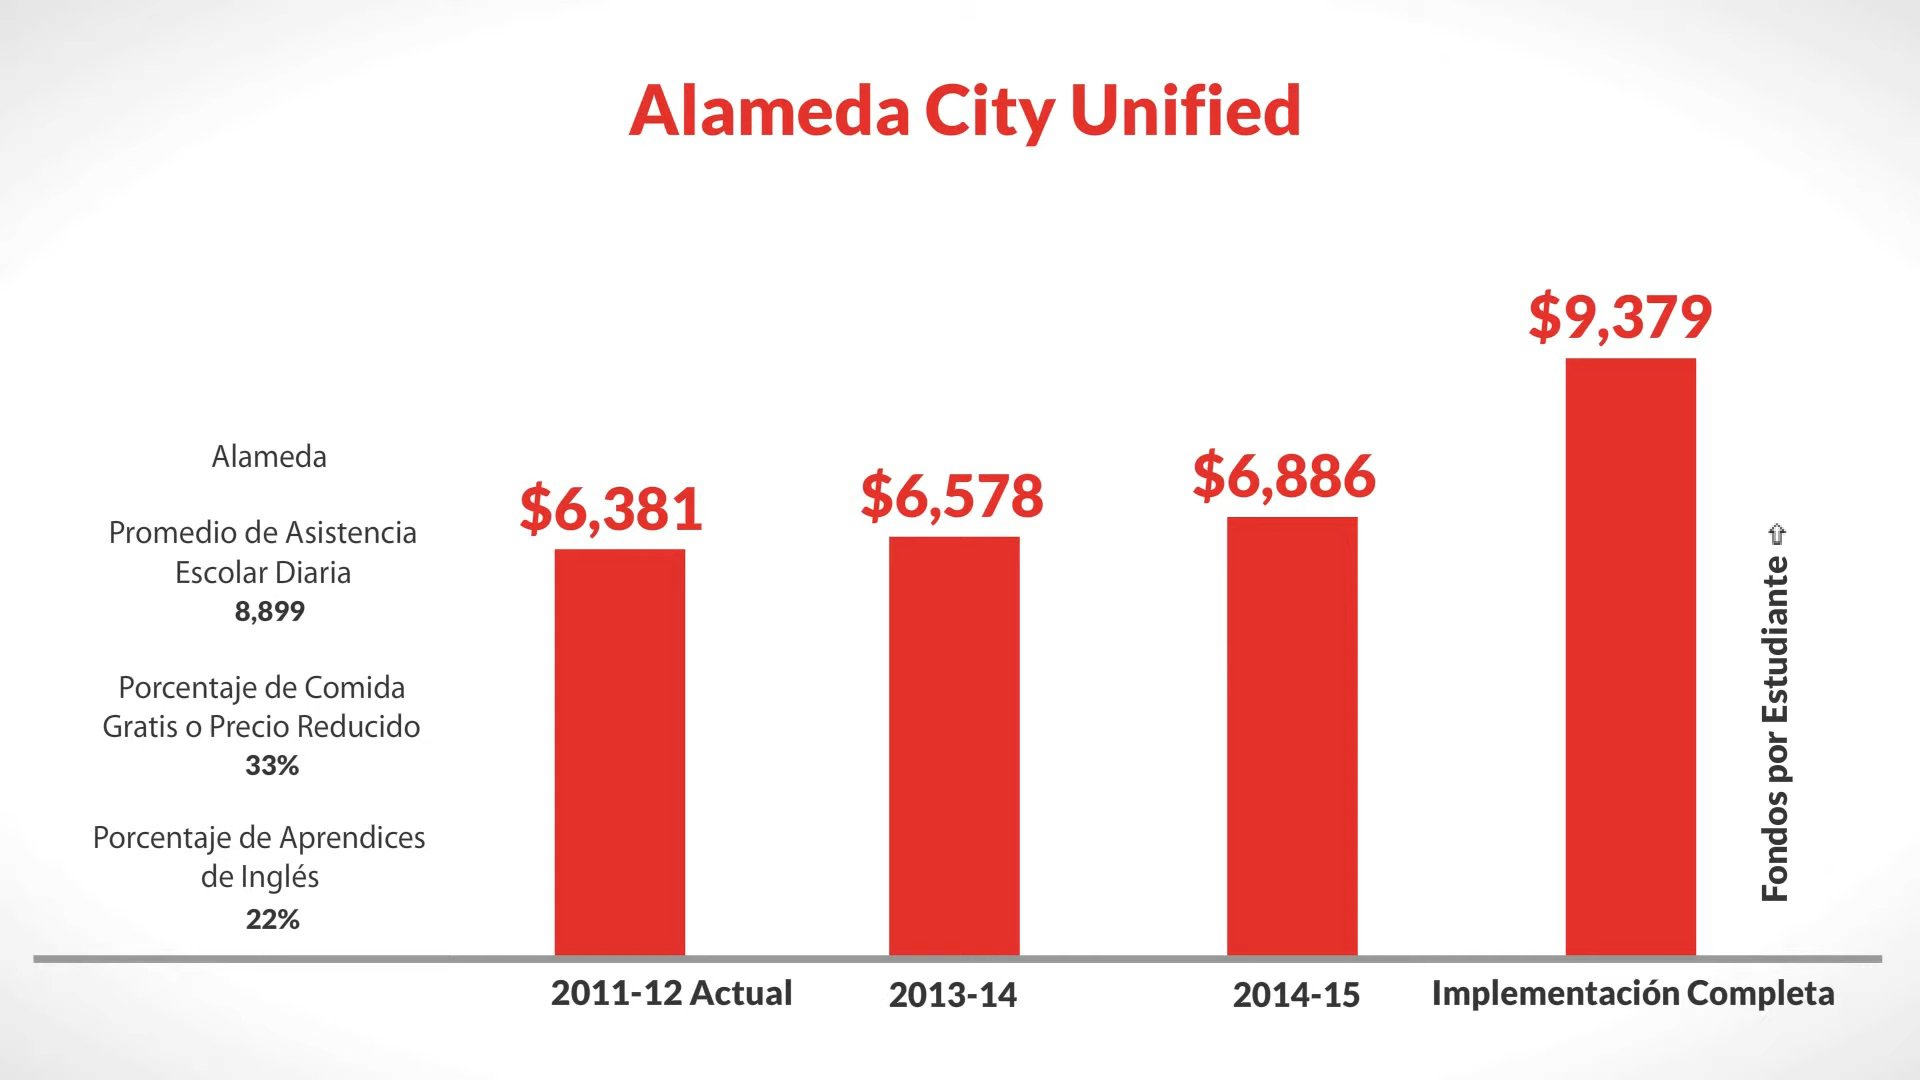 Alameda City Unified
Alameda
Promedio de Asistencia
Escolar Diaria
8,899
Porcentaje de Comida
Gratis o Precio Reducido
33%
Porcentaje de Aprendices
de Inglés
22%
$6,381
$6,578
$6,886
$9,379
Fondos por Estudiante ⇧
2011-12 Actual
2013-14
2014-15
Implementación Completa